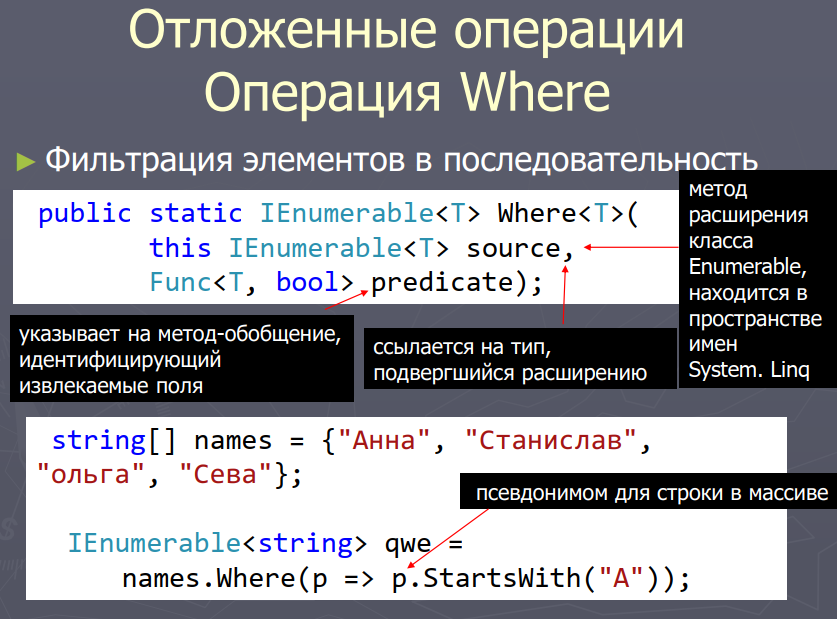 Отложенные операции
Операция Where
Фильтрация элементов в последовательность
public static IEnumerable<T> Where<T>(
this IEnumerable<T> source,
Func<T, bool> predicate);
метод
расширения
класса
Enumerable,
находится в
пространстве
имен
System. Linq
указывает на метод-обобщение,
идентифицирующий
извлекаемые поля
ссылается на тип,
подвергшийся расширению
string[] names = {"Анна", "Станислав",
"ольга", "Сева"};
псевдонимом для строки в массиве
IEnumerable<string> qwe =
names.Where(p => p.StartsWith("A"));